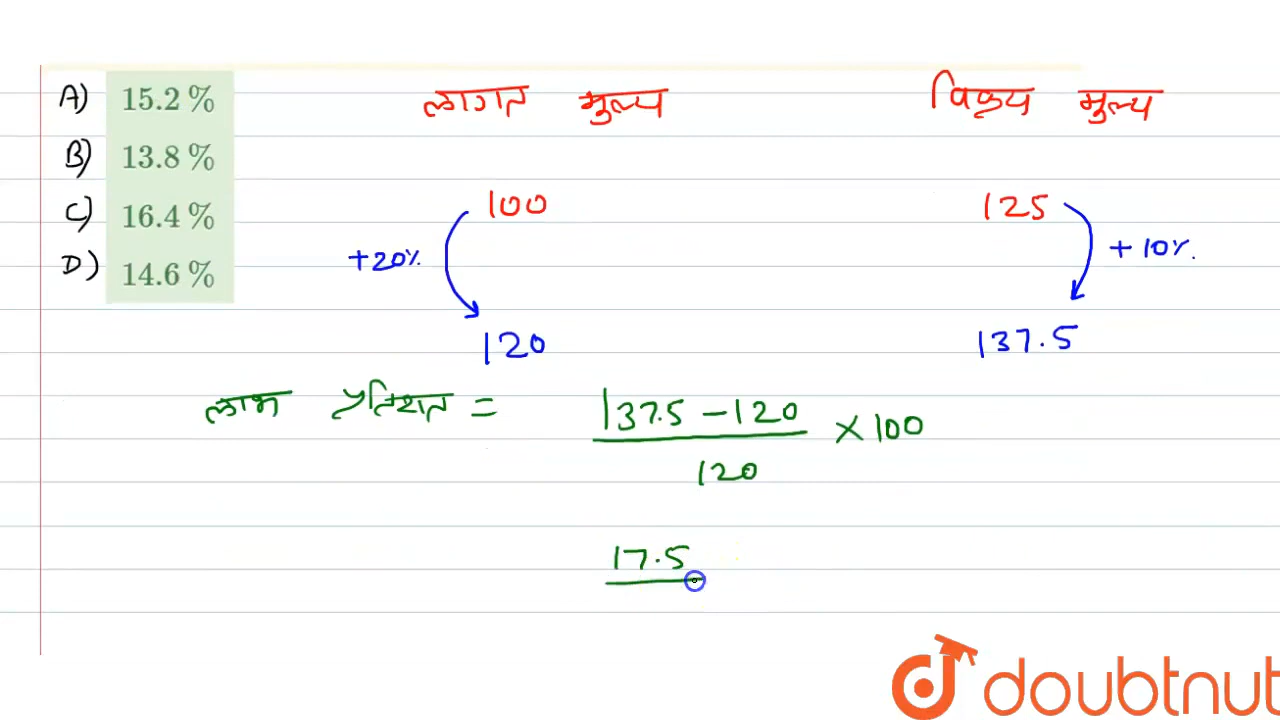 A) 15.2 % लागत मुल्य विक्रय मुल्य
B) 13.8 %
C) 16.4 % 100 125
+20% +10%.
D) 14.6 %
120 137.5
लाभ प्रतिशत = 137.5 - 120 × 100
120
17.5
doubtnut